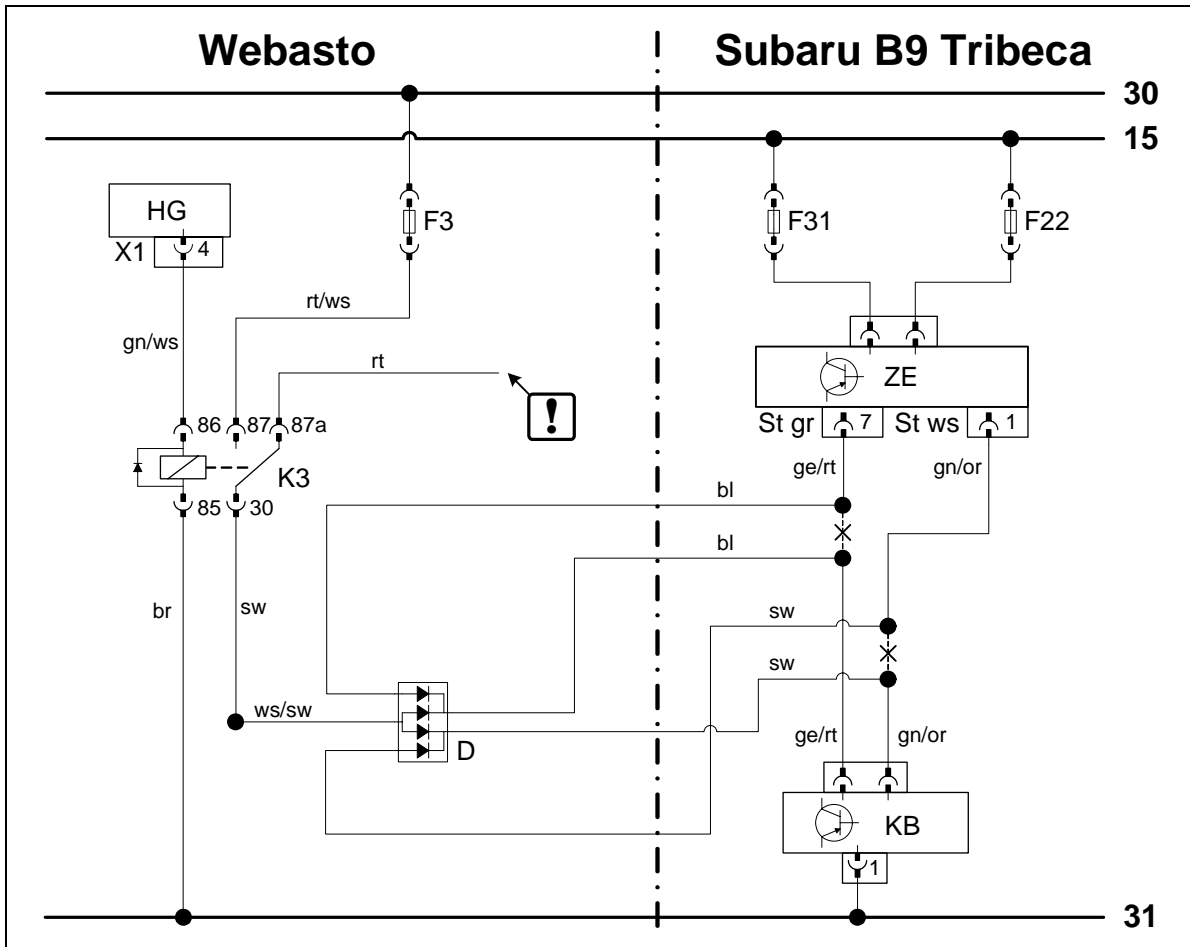 Webasto Subaru B9 Tribeca
30
15
HG
X1 4
F3
F31
F22
rt/ws
gn/ws
rt
!
ZE
86 87 87a
St gr 7 St ws 1
K3
85 30
ge/rt gn/or
bl
bl
br sw
sw
sw
ws/sw
D
ge/rt gn/or
KB
1
31